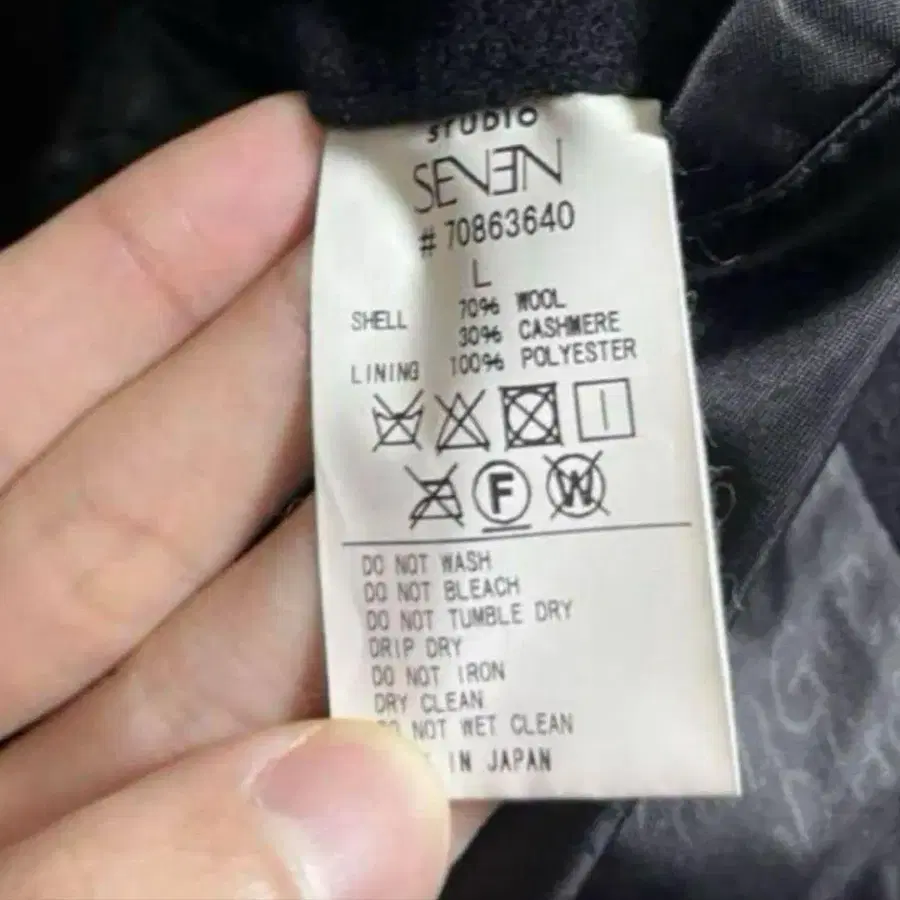 STUDIO
SEVEN
# 70863640
L
SHELL 70% WOOL
30% CASHMERE
LINING 100% POLYESTER
F W
DO NOT WASH
DO NOT BLEACH
DO NOT TUMBLE DRY
DRIP DRY
DO NOT IRON
DRY CLEAN
DO NOT WET CLEAN
IN JAPAN